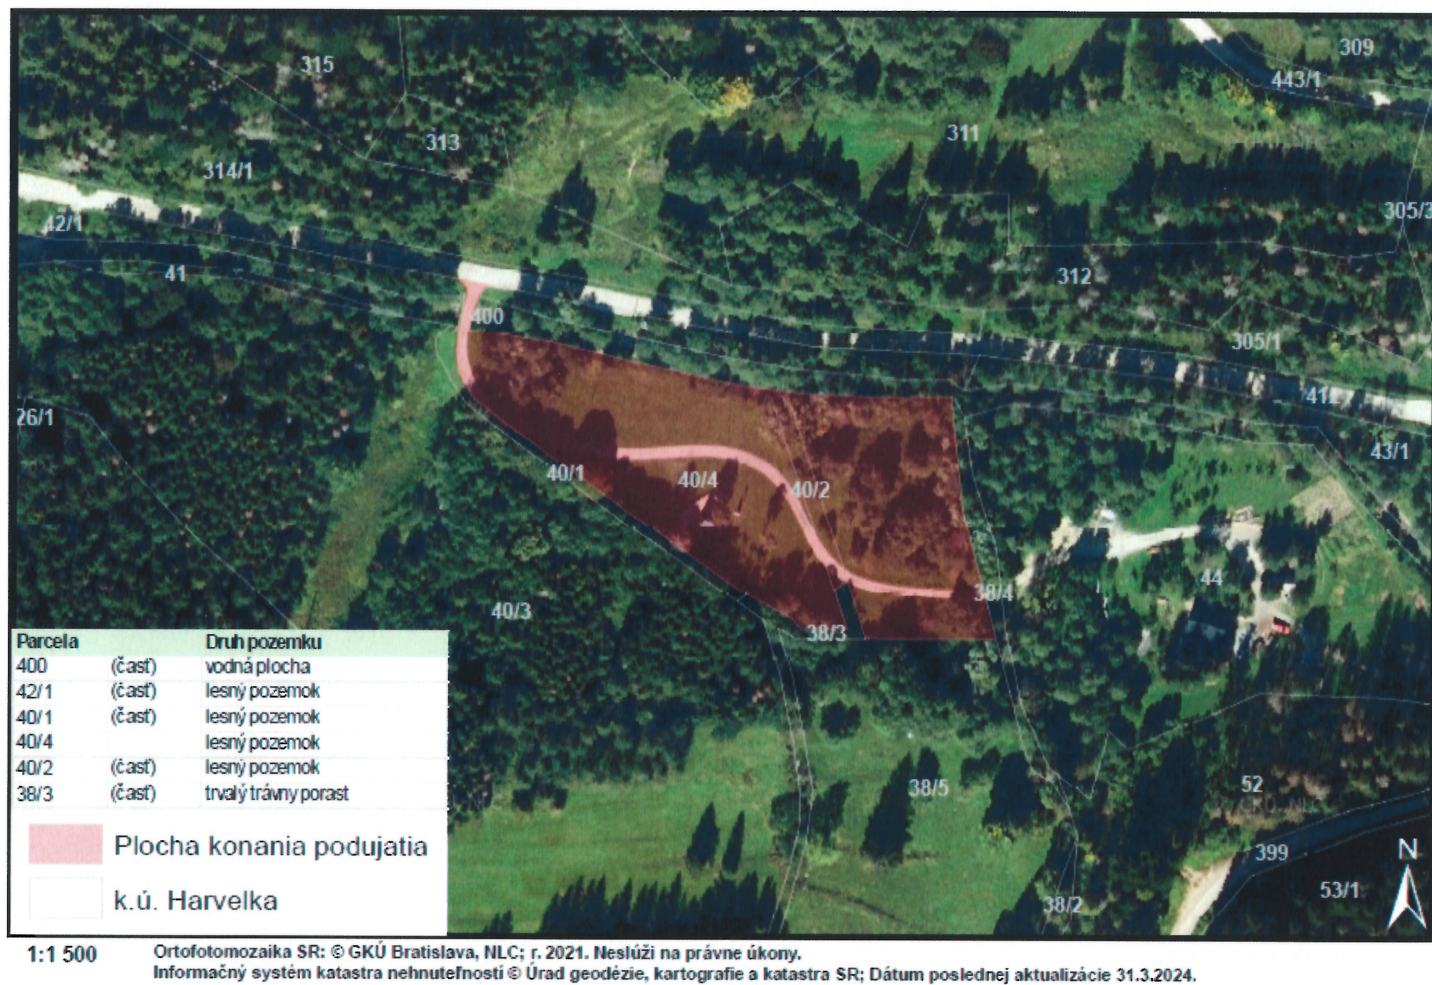 309
315
443/1
311
313
314/1
305/3
42/1
41
312
400
305/1
412
26/1
43/1
40/1
40/4
40/2
44
38/4
40/3
38/3
Parcela Druh pozemku
400 (časť) vodná plocha
42/1 (časť) lesný pozemok
40/1 (časť) lesný pozemok
40/4 lesný pozemok
40/2 (časť) lesný pozemok
38/3 (časť) trvalý trávny porast
38/5
52
Plocha konania podujatia
399
N
53/1
k.ú. Harvelka
38/2
1:1 500
Ortofotomozaika SR: © GKÚ Bratislava, NLC; r. 2021. Neslúži na právne úkony.
Informačný systém katastra nehnuteľností © Úrad geodézie, kartografie a katastra SR; Dátum poslednej aktualizácie 31.3.2024.